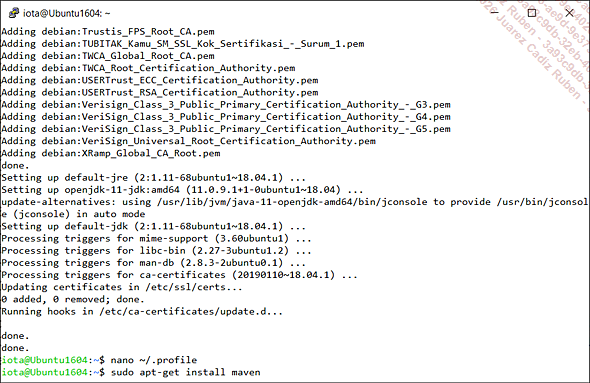 iota@Ubuntu1604: ~
Adding debian:Trustis_FPS_Root_CA.pem
Adding debian:TUBITAK_Kamu_SM_SSL_Kok_Sertifikasi_-_Surum_1.pem
Adding debian:TWCA_Global_Root_CA.pem
Adding debian:TWCA_Root_Certification_Authority.pem
Adding debian:USERTrust_ECC_Certification_Authority.pem
Adding debian:USERTrust_RSA_Certification_Authority.pem
Adding debian:Verisign_Class_3_Public_Primary_Certification_Authority_-_G3.pem
Adding debian:VeriSign_Class_3_Public_Primary_Certification_Authority_-_G4.pem
Adding debian:VeriSign_Class_3_Public_Primary_Certification_Authority_-_G5.pem
Adding debian:VeriSign_Universal_Root_Certification_Authority.pem
Adding debian:XRamp_Global_CA_Root.pem
done.
Setting up default-jre (2:1.11-68ubuntu1~18.04.1) ...
Setting up openjdk-11-jdk:amd64 (11.0.9.1+1-0ubuntu1~18.04) ...
update-alternatives: using /usr/lib/jvm/java-11-openjdk-amd64/bin/jconsole to provide /usr/bin/jconsol
e (jconsole) in auto mode
Setting up default-jdk (2:1.11-68ubuntu1~18.04.1) ...
Processing triggers for mime-support (3.60ubuntu1) ...
Processing triggers for libc-bin (2.27-3ubuntu1.2) ...
Processing triggers for man-db (2.8.3-2ubuntu0.1) ...
Processing triggers for ca-certificates (20190110~18.04.1) ...
Updating certificates in /etc/ssl/certs...
0 added, 0 removed; done.
Running hooks in /etc/ca-certificates/update.d...
done.
done.
iota@Ubuntu1604:~$ nano ~/.profile
iota@Ubuntu1604:~$ sudo apt-get install maven